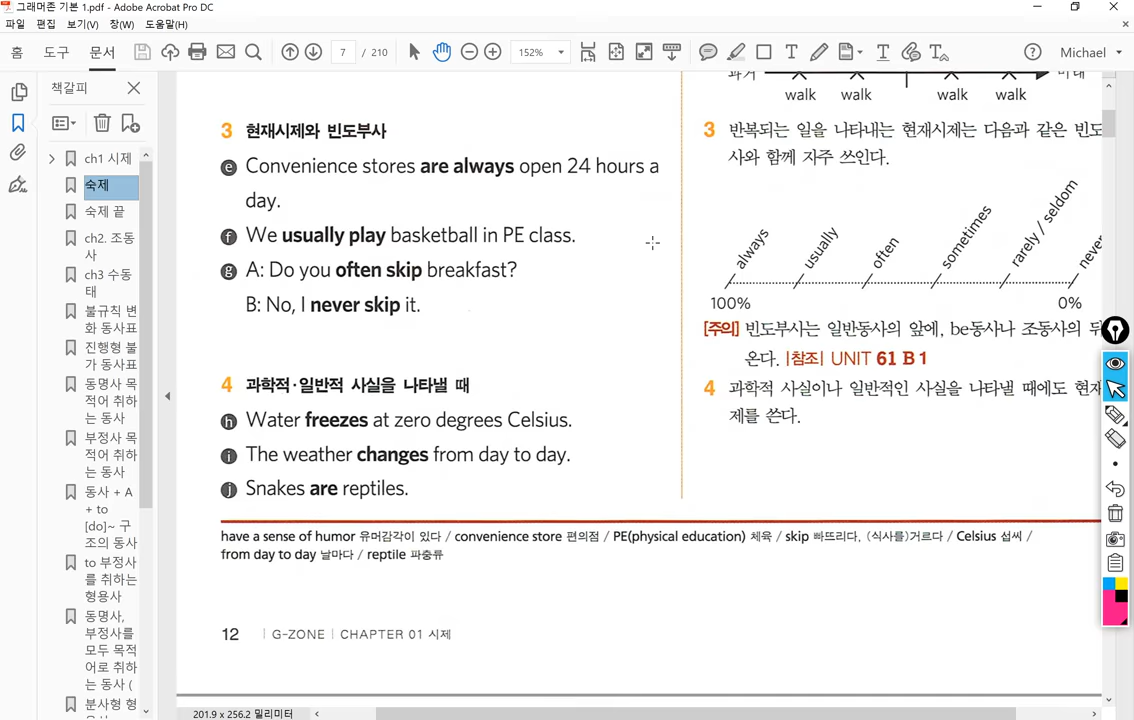 그래머존 기본 1.pdf - Adobe Acrobat Pro DC
파일 편집 보기(V) 창(W) 도움말(H)
홈 도구 문서 7 / 210 152% Michael
책갈피
ch1 시제
숙제
숙제 끝
ch2. 조동
사
ch3 수동
태
불규칙 변
화 동사표
진행형 불
가 동사표
동명사 목
적어 취하
는 동사
부정사 목
적어 취하
는 동사
동사 + A
+ to
[do]~ 구
조의 동사
to 부정사
를 취하는
형용사
동명사,
부정사를
모두 목적
어로 취하
는 동사 (
분사형 형
3 현재시제와 빈도부사
e Convenience stores are always open 24 hours a
day.
f We usually play basketball in PE class.
g A: Do you often skip breakfast?
B: No, I never skip it.
4 과학적·일반적 사실을 나타낼 때
h Water freezes at zero degrees Celsius.
i The weather changes from day to day.
j Snakes are reptiles.
과거 미래
walk walk walk walk
3 반복되는 일을 나타내는 현재시제는 다음과 같은 빈도
사와 함께 자주 쓰인다.
always usually often sometimes rarely / seldom never
100% 0%
[주의] 빈도부사는 일반동사의 앞에, be동사나 조동사의 뒤
온다. |참조| UNIT 61 B 1
4 과학적 사실이나 일반적인 사실을 나타낼 때에도 현재
제를 쓴다.
have a sense of humor 유머감각이 있다 / convenience store 편의점 / PE(physical education) 체육 / skip 빠뜨리다, (식사를)거르다 / Celsius 섭씨 /
from day to day 날마다 / reptile 파충류
12 | G-ZONE | CHAPTER 01 시제
201.9 x 256.2 밀리미터